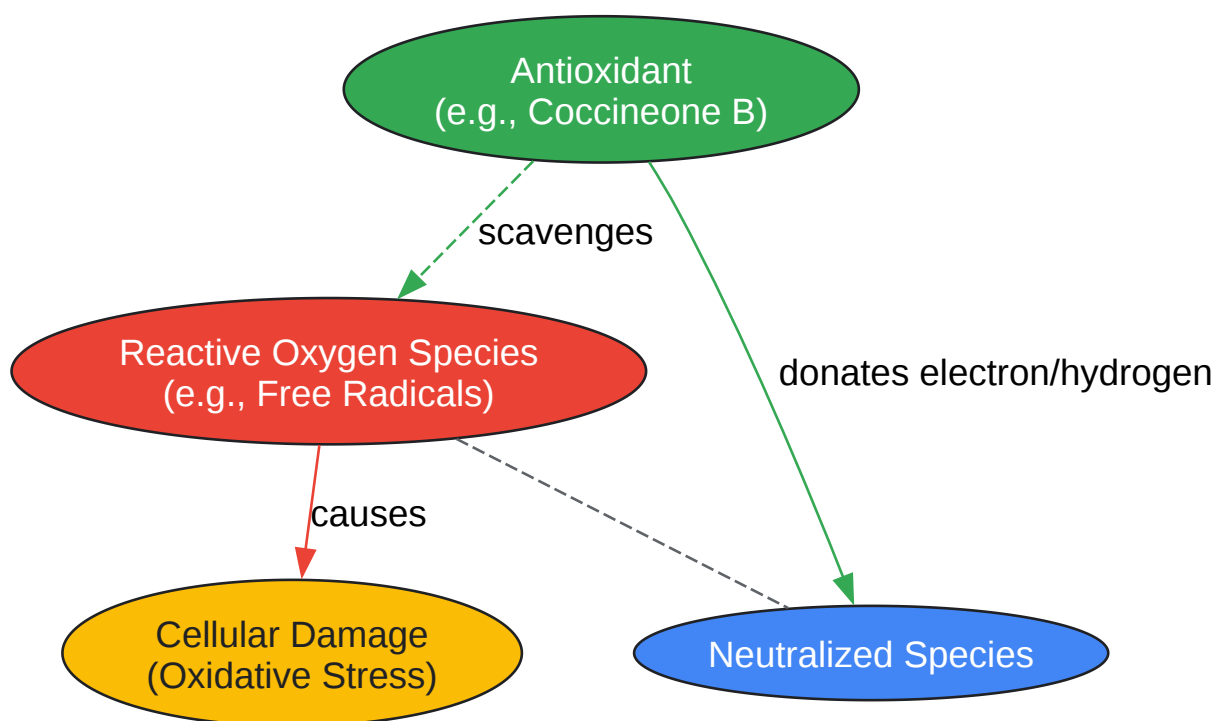 Antioxidant
(e.g., Coccineone B)
scavenges
Reactive Oxygen Species
(e.g., Free Radicals)
donates electron/hydrogen
causes
Cellular Damage
(Oxidative Stress)
Neutralized Species